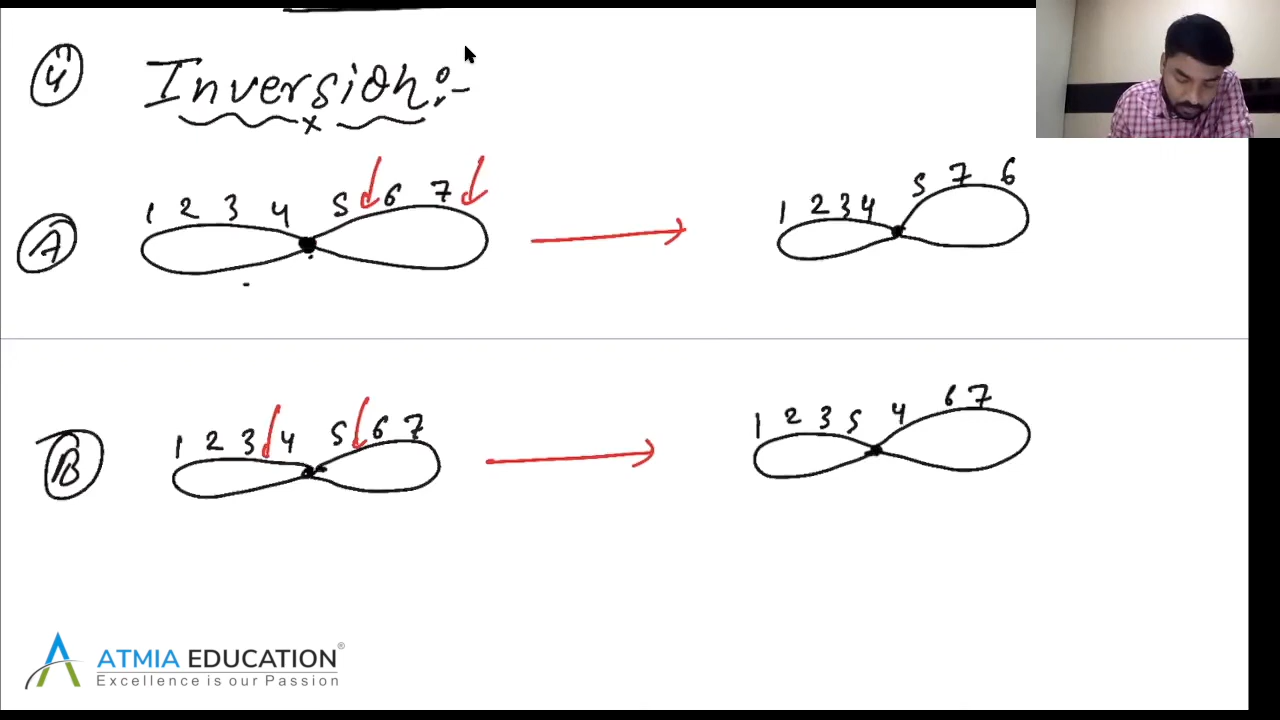 4 Inversion:-
A 1 2 3 4 5 6 7 1 2 3 4 5 7 6
B 1 2 3 4 5 6 7 1 2 3 5 4 6 7
ATMIA EDUCATION®
Excellence is our Passion